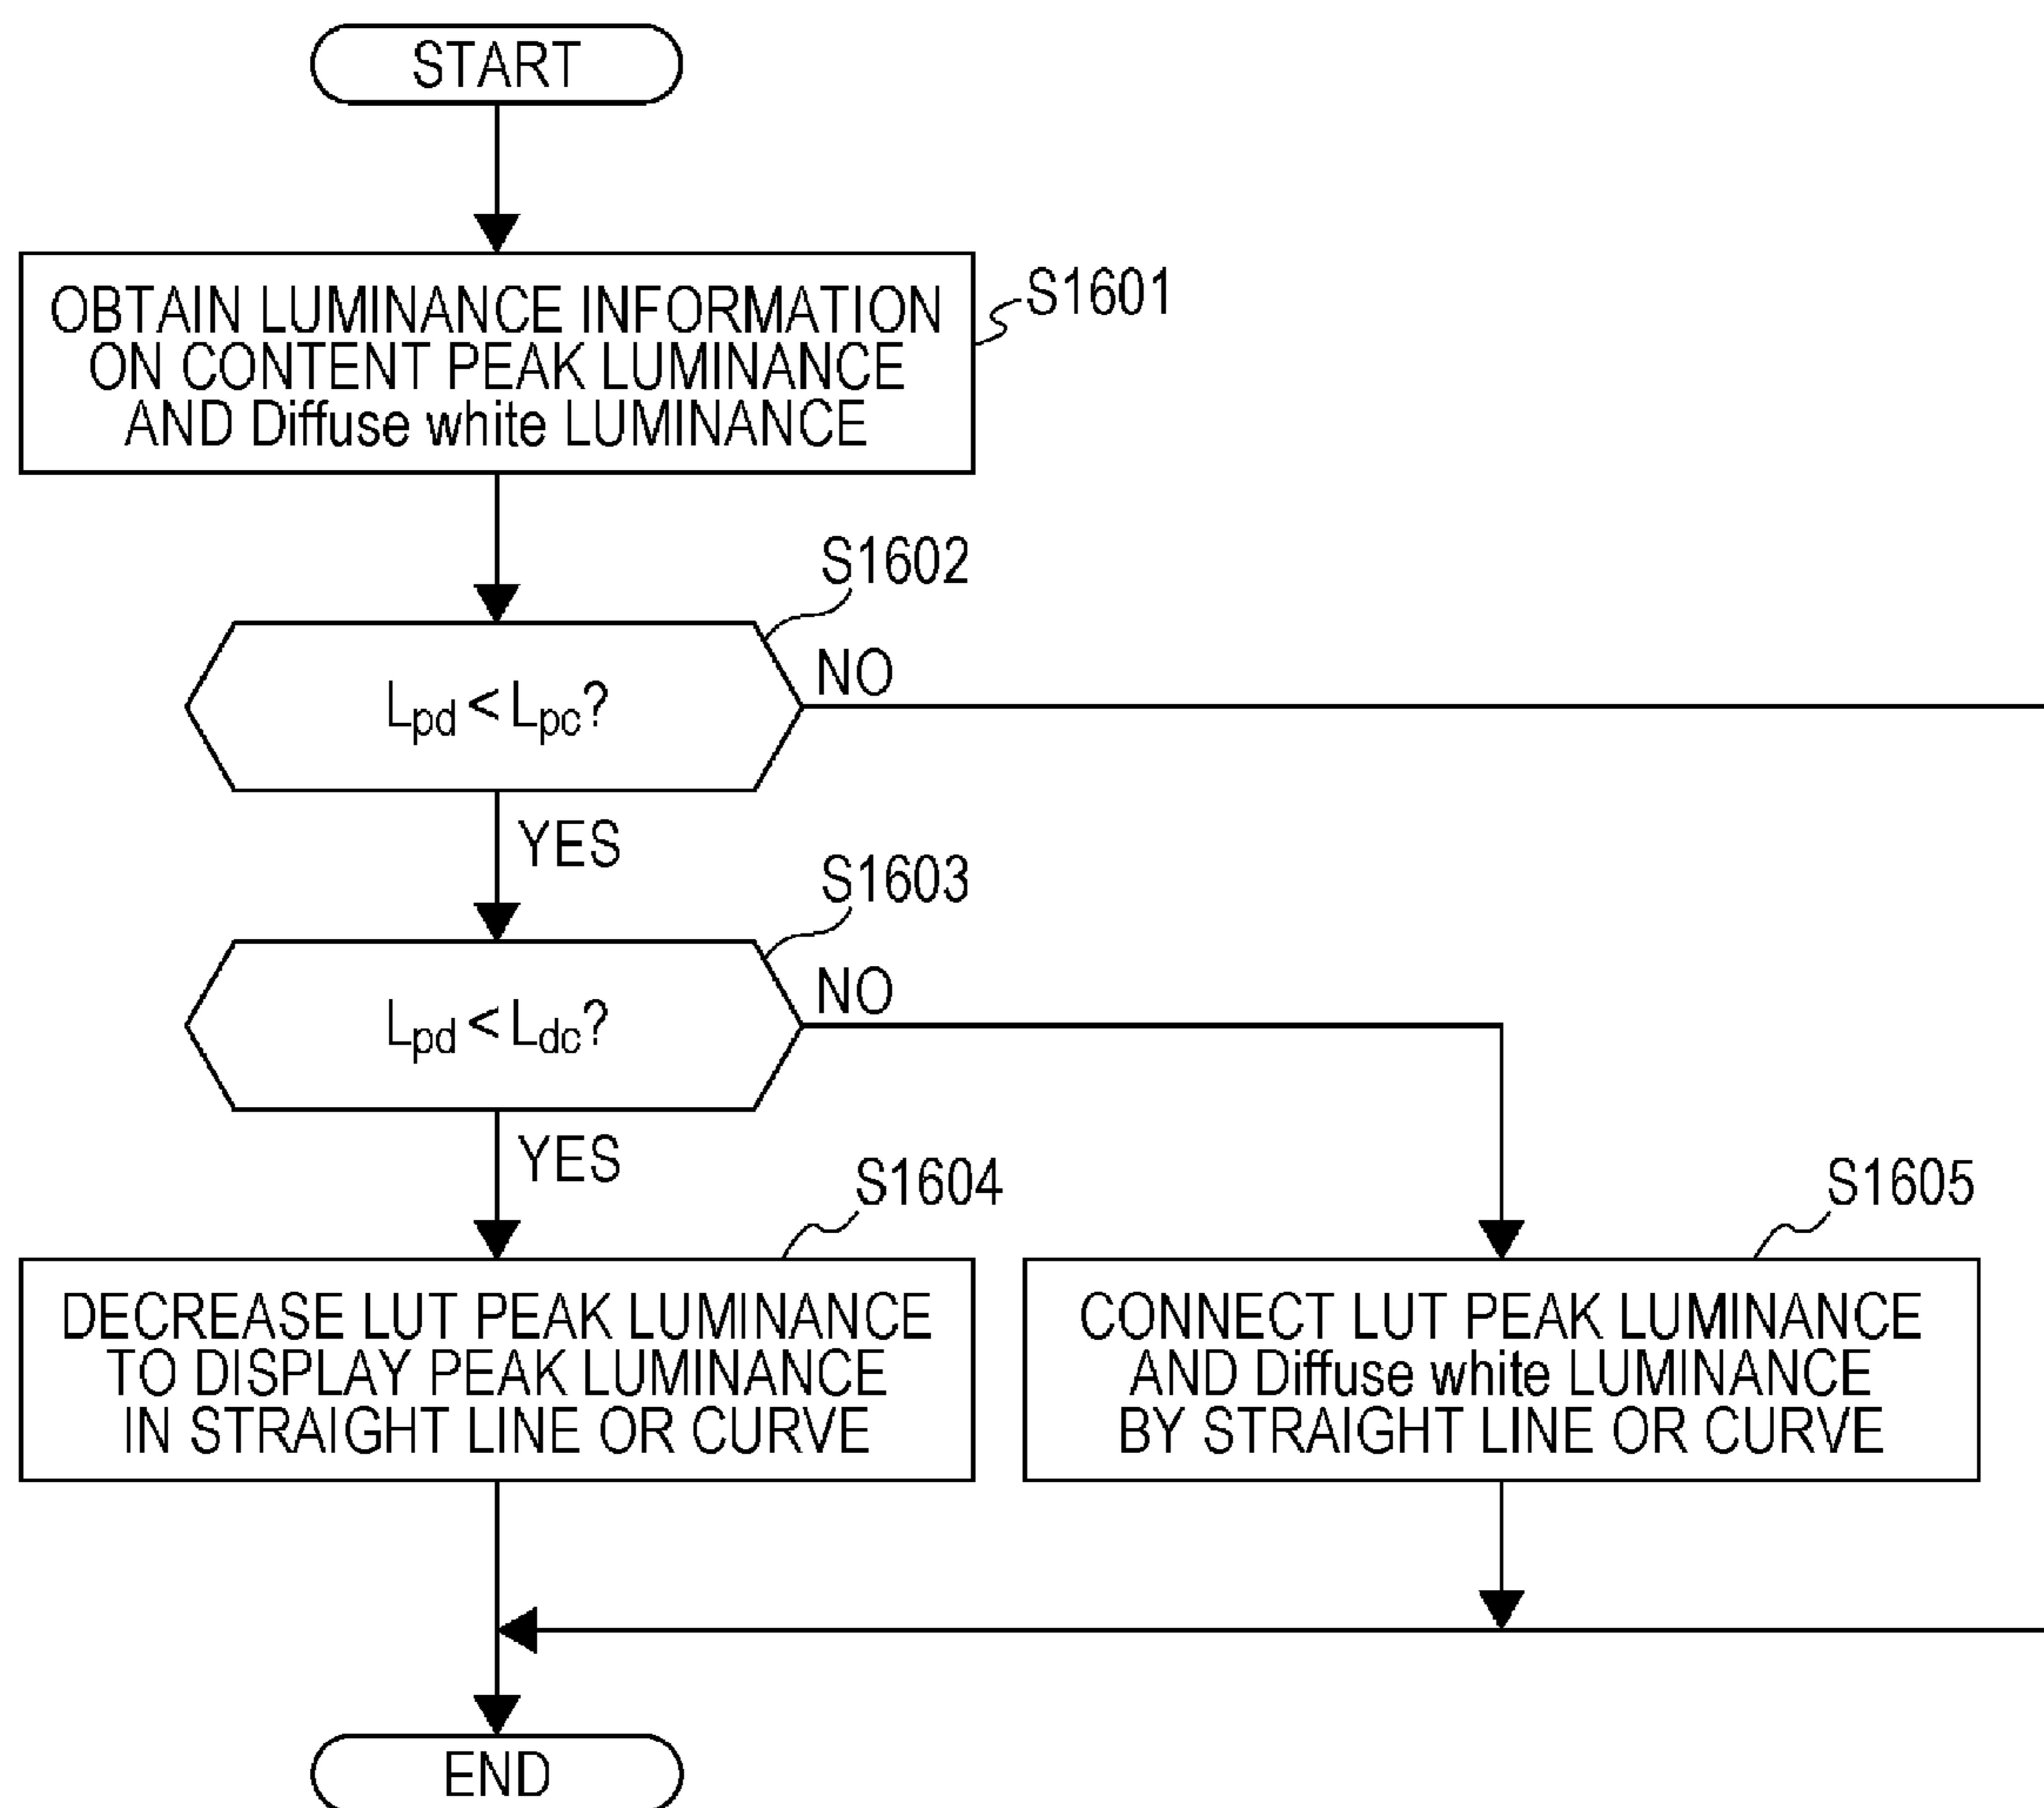 START
OBTAIN LUMINANCE INFORMATION
ON CONTENT PEAK LUMINANCE
AND Diffuse white LUMINANCE
S1601
S1602
Lpd < Lpc?
NO
YES
S1603
Lpd < Ldc?
NO
YES
S1604
DECREASE LUT PEAK LUMINANCE
TO DISPLAY PEAK LUMINANCE
IN STRAIGHT LINE OR CURVE
S1605
CONNECT LUT PEAK LUMINANCE
AND Diffuse white LUMINANCE
BY STRAIGHT LINE OR CURVE
END